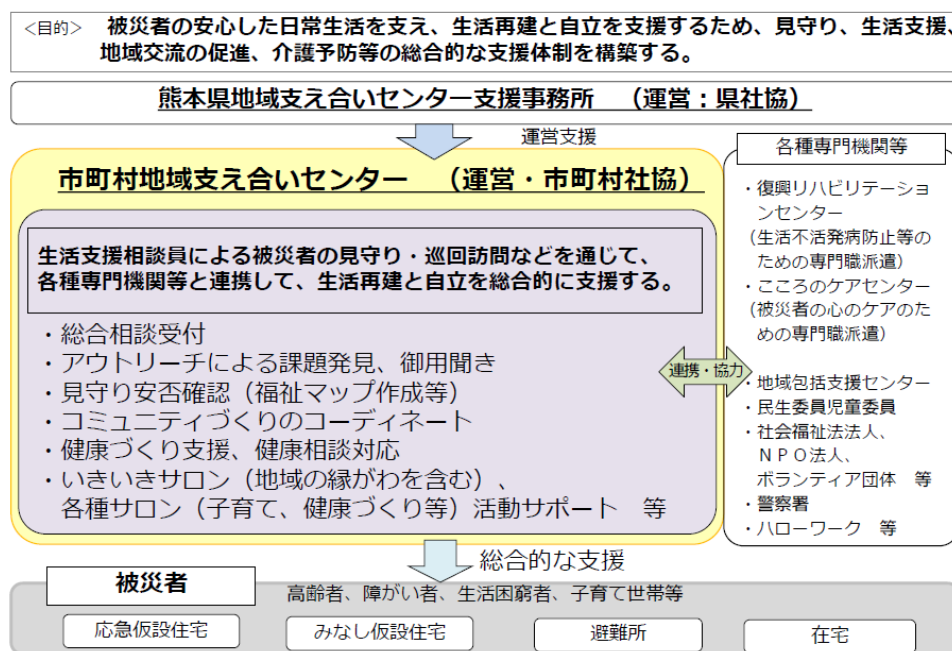 <目的> 被災者の安心した日常生活を支え、生活再建と自立を支援するため、見守り、生活支援、
地域交流の促進、介護予防等の総合的な支援体制を構築する。
熊本県地域支え合いセンター支援事務所 （運営：県社協）
運営支援
市町村地域支え合いセンター （運営・市町村社協）
生活支援相談員による被災者の見守り・巡回訪問などを通じて、
各種専門機関等と連携して、生活再建と自立を総合的に支援する。
・総合相談受付
・アウトリーチによる課題発見、御用聞き
・見守り安否確認（福祉マップ作成等）
・コミュニティづくりのコーディネート
・健康づくり支援、健康相談対応
・いきいきサロン（地域の縁がわを含む）、
各種サロン（子育て、健康づくり等）活動サポート 等
連携・協力
各種専門機関等
・復興リハビリテーショ
ンセンター
（生活不活発病防止等の
ための専門職派遣）
・こころのケアセンター
（被災者の心のケアのた
めの専門職派遣）
・地域包括支援センター
・民生委員児童委員
・社会福祉法法人、
ＮＰＯ法人、
ボランティア団体 等
・警察署
・ハローワーク 等
総合的な支援
被災者
高齢者、障がい者、生活困窮者、子育て世帯等
応急仮設住宅
みなし仮設住宅
避難所
在宅